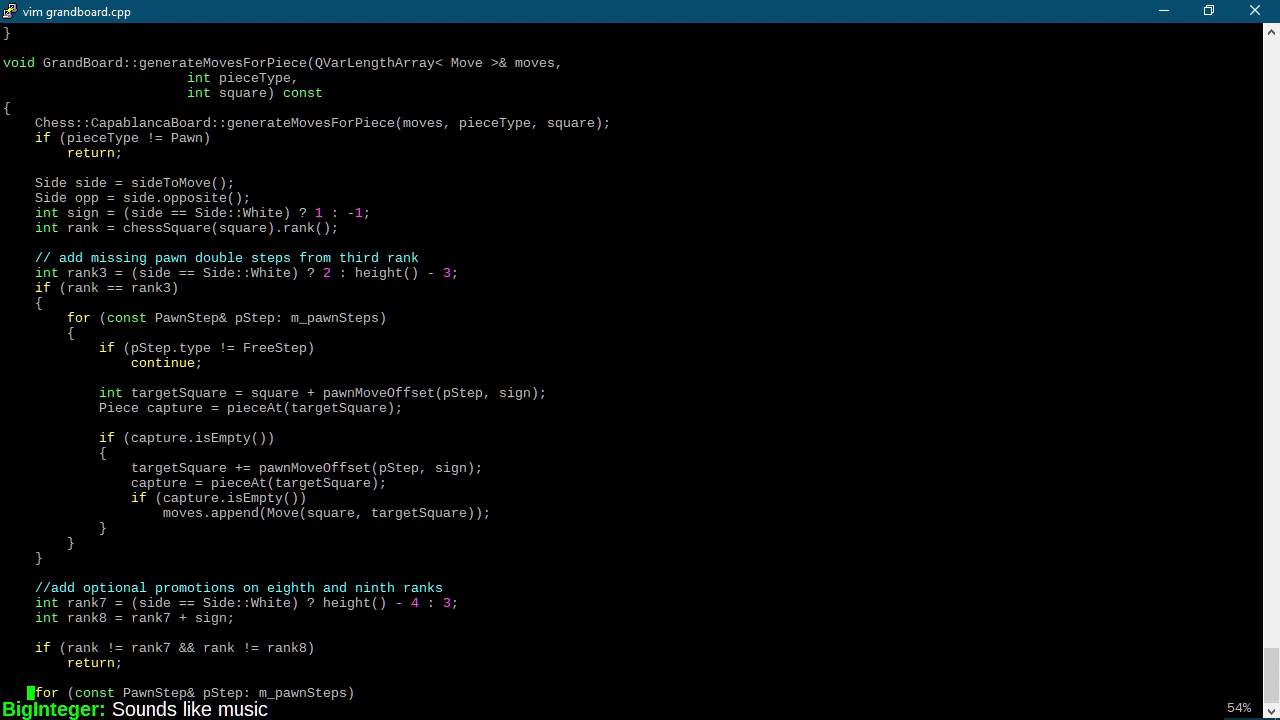 vim grandboard.cpp
}
void GrandBoard::generateMovesForPiece(QVarLengthArray< Move >& moves,
                       int pieceType,
                       int square) const
{
    Chess::CapablancaBoard::generateMovesForPiece(moves, pieceType, square);
    if (pieceType != Pawn)
        return;

    Side side = sideToMove();
    Side opp = side.opposite();
    int sign = (side == Side::White) ? 1 : -1;
    int rank = chessSquare(square).rank();

    // add missing pawn double steps from third rank
    int rank3 = (side == Side::White) ? 2 : height() - 3;
    if (rank == rank3)
    {
        for (const PawnStep& pStep: m_pawnSteps)
        {
            if (pStep.type != FreeStep)
                continue;

            int targetSquare = square + pawnMoveOffset(pStep, sign);
            Piece capture = pieceAt(targetSquare);

            if (capture.isEmpty())
            {
                targetSquare += pawnMoveOffset(pStep, sign);
                capture = pieceAt(targetSquare);
                if (capture.isEmpty())
                    moves.append(Move(square, targetSquare));
            }
        }
    }

    //add optional promotions on eighth and ninth ranks
    int rank7 = (side == Side::White) ? height() - 4 : 3;
    int rank8 = rank7 + sign;

    if (rank != rank7 && rank != rank8)
        return;

    for (const PawnStep& pStep: m_pawnSteps)
BigInteger: Sounds like music
54%